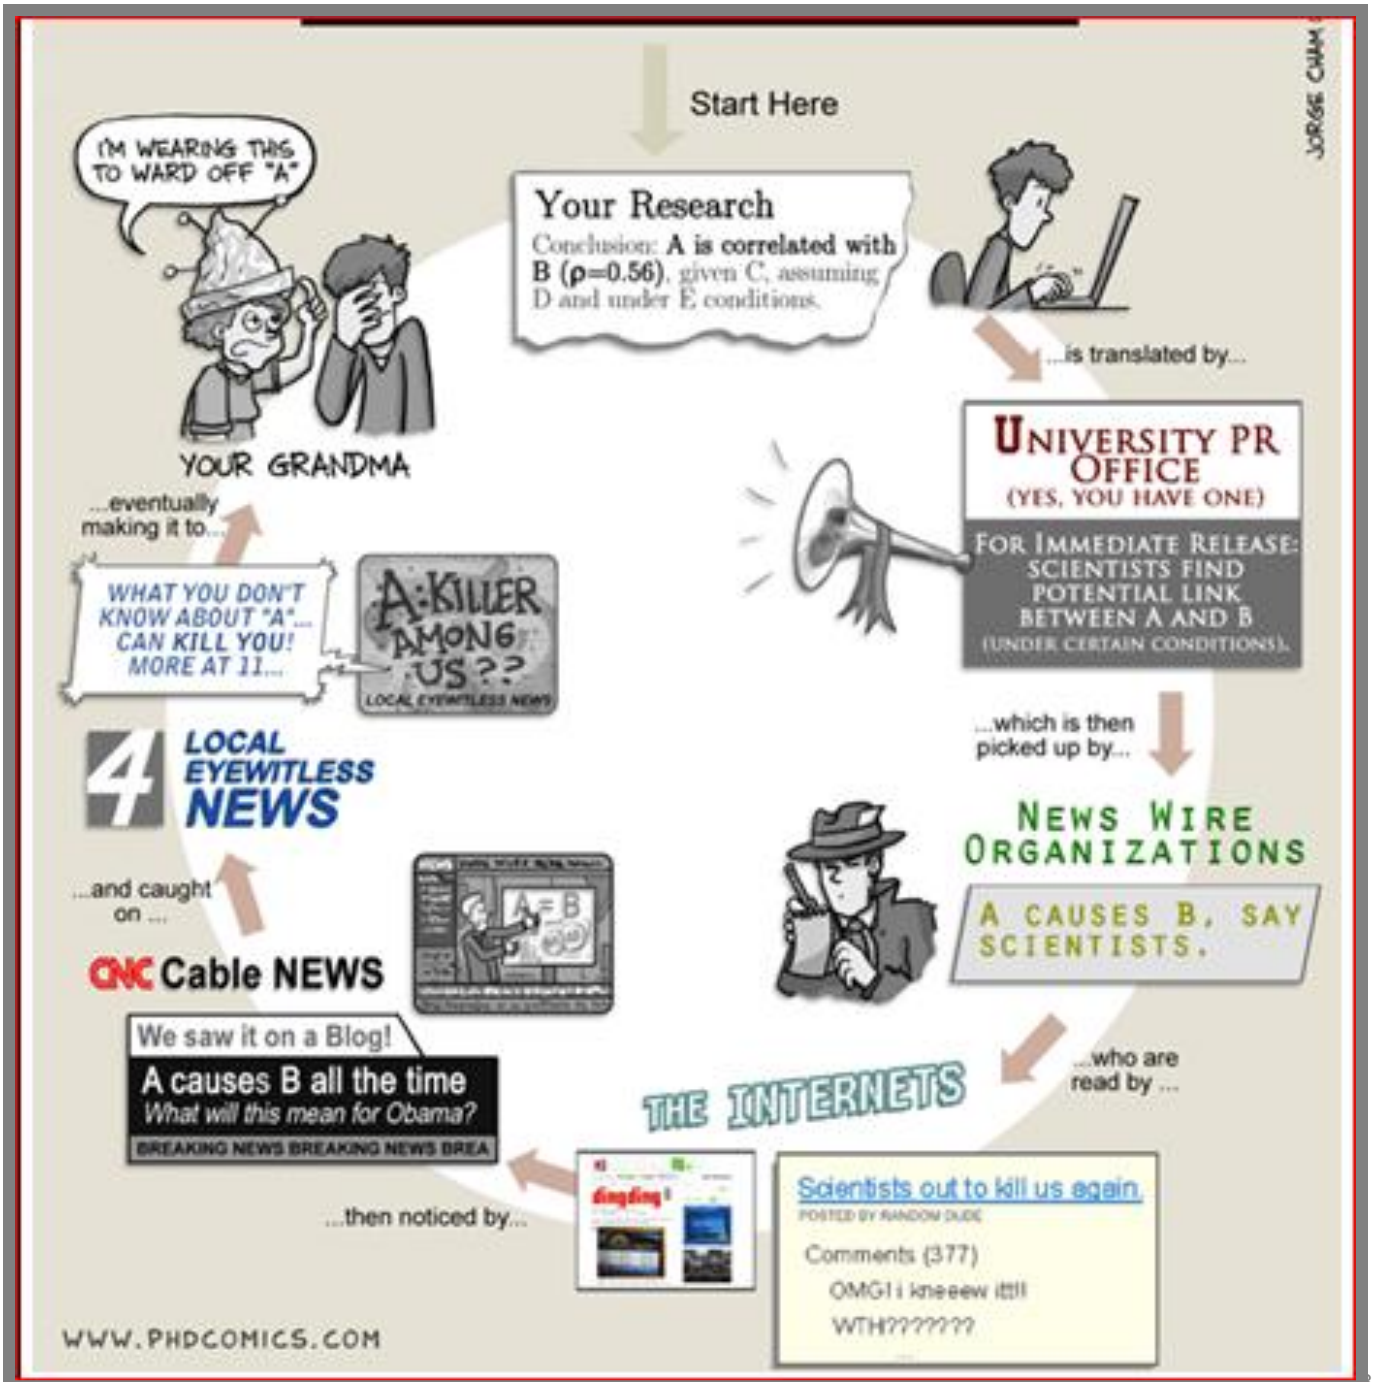 Start Here
JORGE CHAM
Your Research
Conclusion: A is correlated with
B (ρ=0.56), given C, assuming
D and under E conditions.
...is translated by...
UNIVERSITY PR
OFFICE
(YES, YOU HAVE ONE)
FOR IMMEDIATE RELEASE:
SCIENTISTS FIND
POTENTIAL LINK
BETWEEN A AND B
(UNDER CERTAIN CONDITIONS).
...which is then
picked up by...
NEWS WIRE
ORGANIZATIONS
A CAUSES B, SAY
SCIENTISTS.
...who are
read by ...
THE INTERNETS
Scientists out to kill us again.
POSTED BY RANDOM DUDE
Comments (377)
OMG! i kneeew itt!!
WTH???????
...
dingding
...then noticed by...
CNC Cable NEWS
We saw it on a Blog!
A causes B all the time
What will this mean for Obama?
BREAKING NEWS BREAKING NEWS BREA
A = B
...and caught
on ...
4 LOCAL
EYEWITLESS
NEWS
WHAT YOU DON'T
KNOW ABOUT "A"...
CAN KILL YOU!
MORE AT 11...
A:KILLER
AMONG
US??
LOCAL EYEWITLESS NEWS
...eventually
making it to...
YOUR GRANDMA
I'M WEARING THIS
TO WARD OFF "A"
WWW.PHDCOMICS.COM